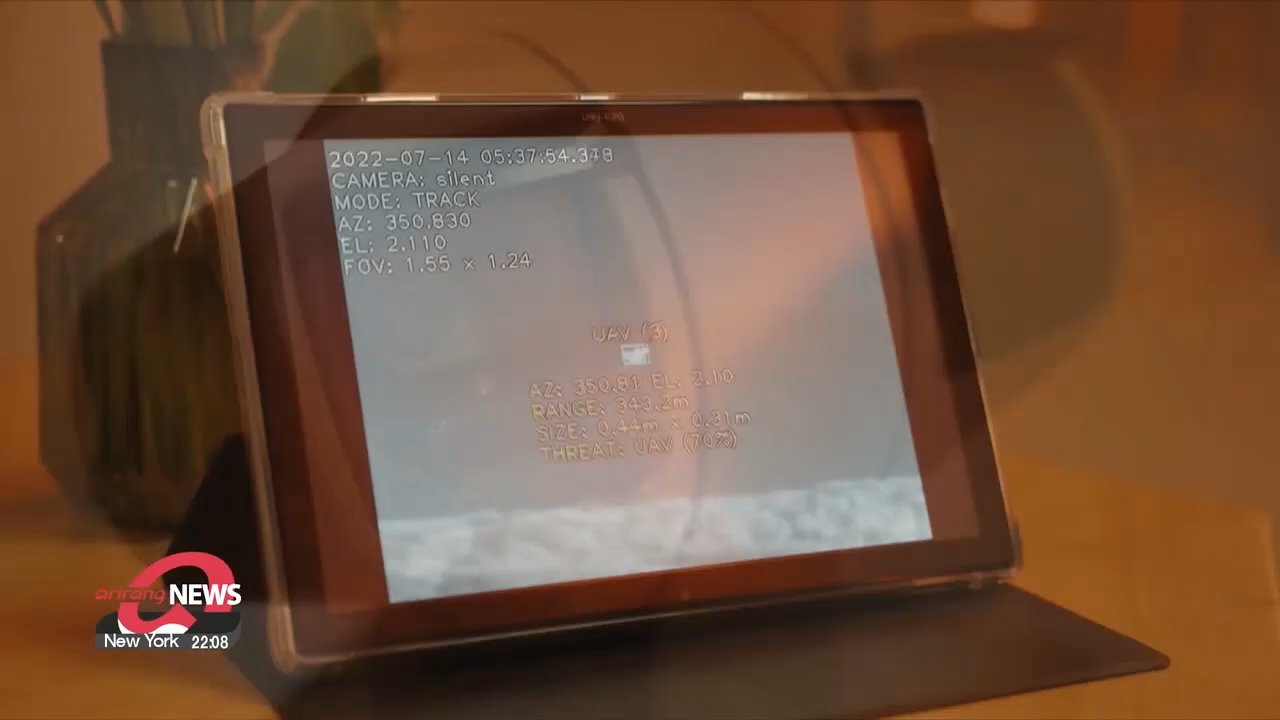 2022-07-14 05:37:54.348
CAMERA: silent
MODE: TRACK
AZ: 350.830
EL: 2.110
FOV: 1.55 x 1.24
UAV (3)
AZ: 350.81 EL: 2.10
RANGE: 343.2m
SIZE: 0.44m x 0.31m
THREAT: UAV (70%)
arirang NEWS
New York 22:08